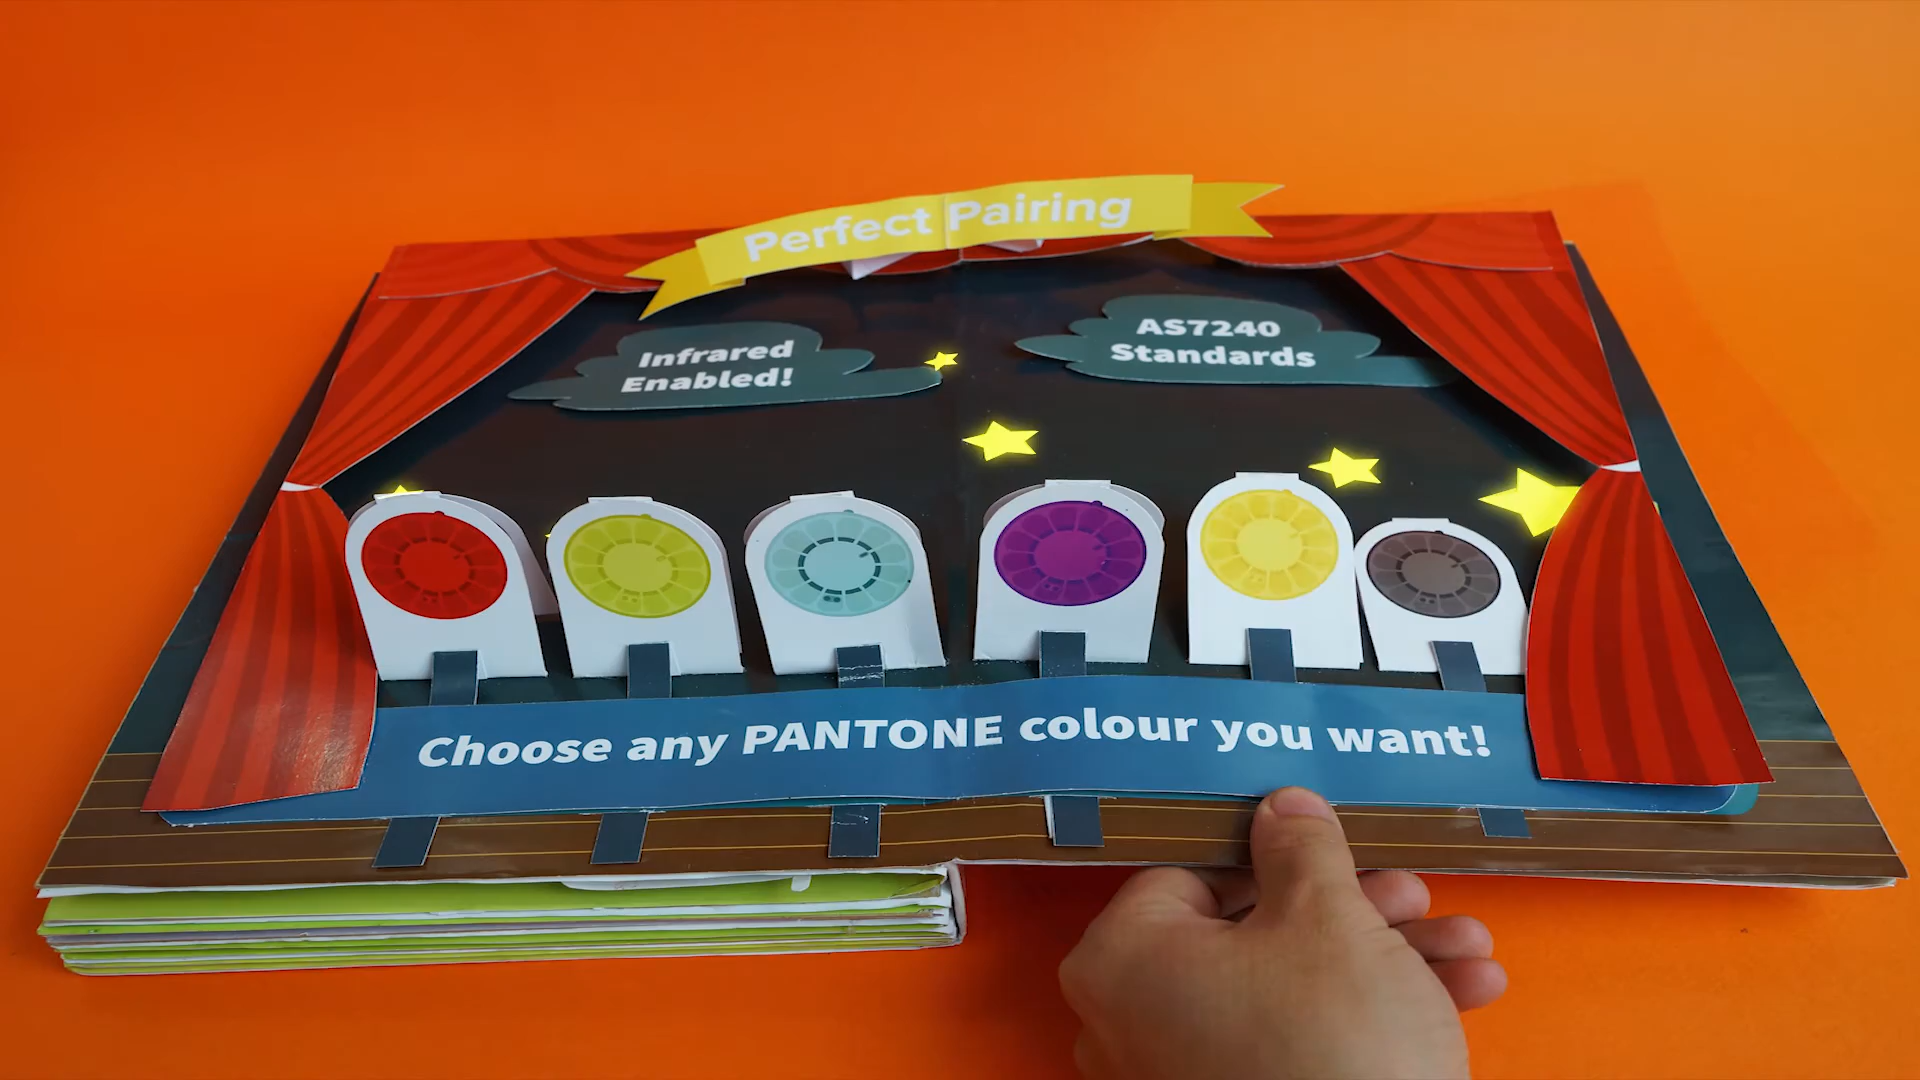 Perfect Pairing
Infrared
Enabled!
AS7240
Standards
Choose any PANTONE colour you want!